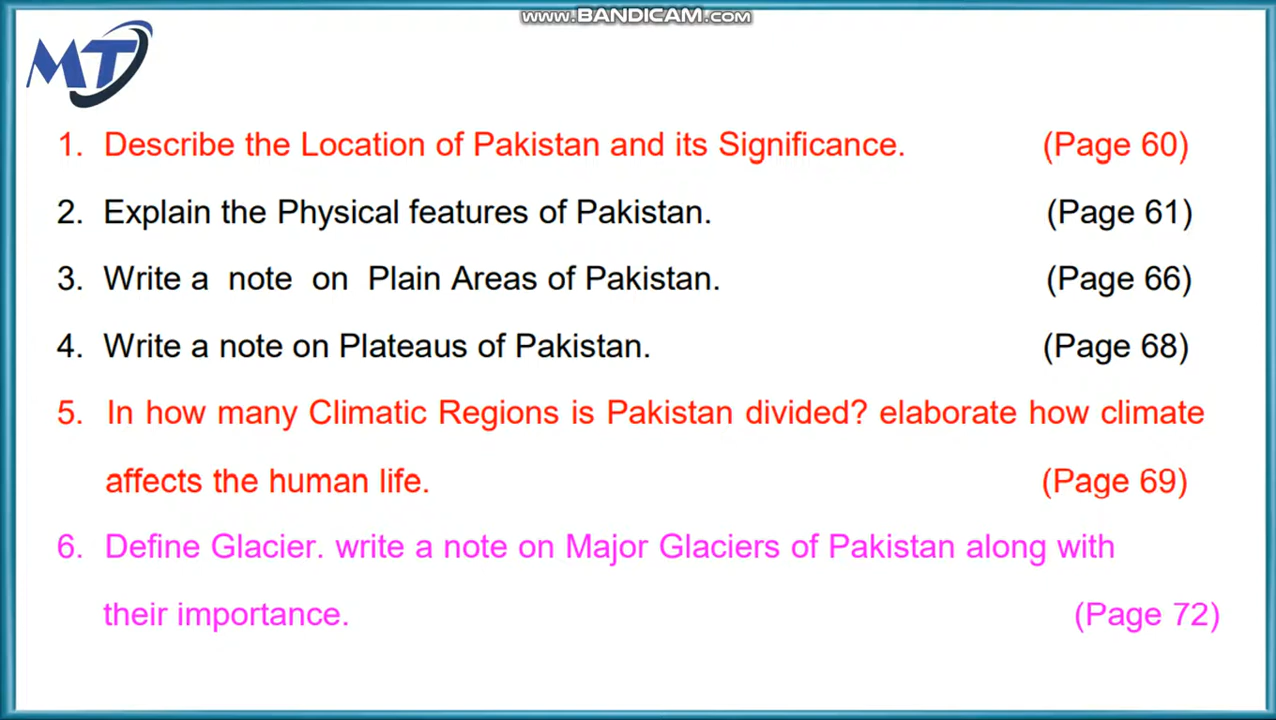 www.BANDICAM.com
MT
1. Describe the Location of Pakistan and its Significance. (Page 60)
2. Explain the Physical features of Pakistan. (Page 61)
3. Write a note on Plain Areas of Pakistan. (Page 66)
4. Write a note on Plateaus of Pakistan. (Page 68)
5. In how many Climatic Regions is Pakistan divided? elaborate how climate
affects the human life. (Page 69)
6. Define Glacier. write a note on Major Glaciers of Pakistan along with
their importance. (Page 72)